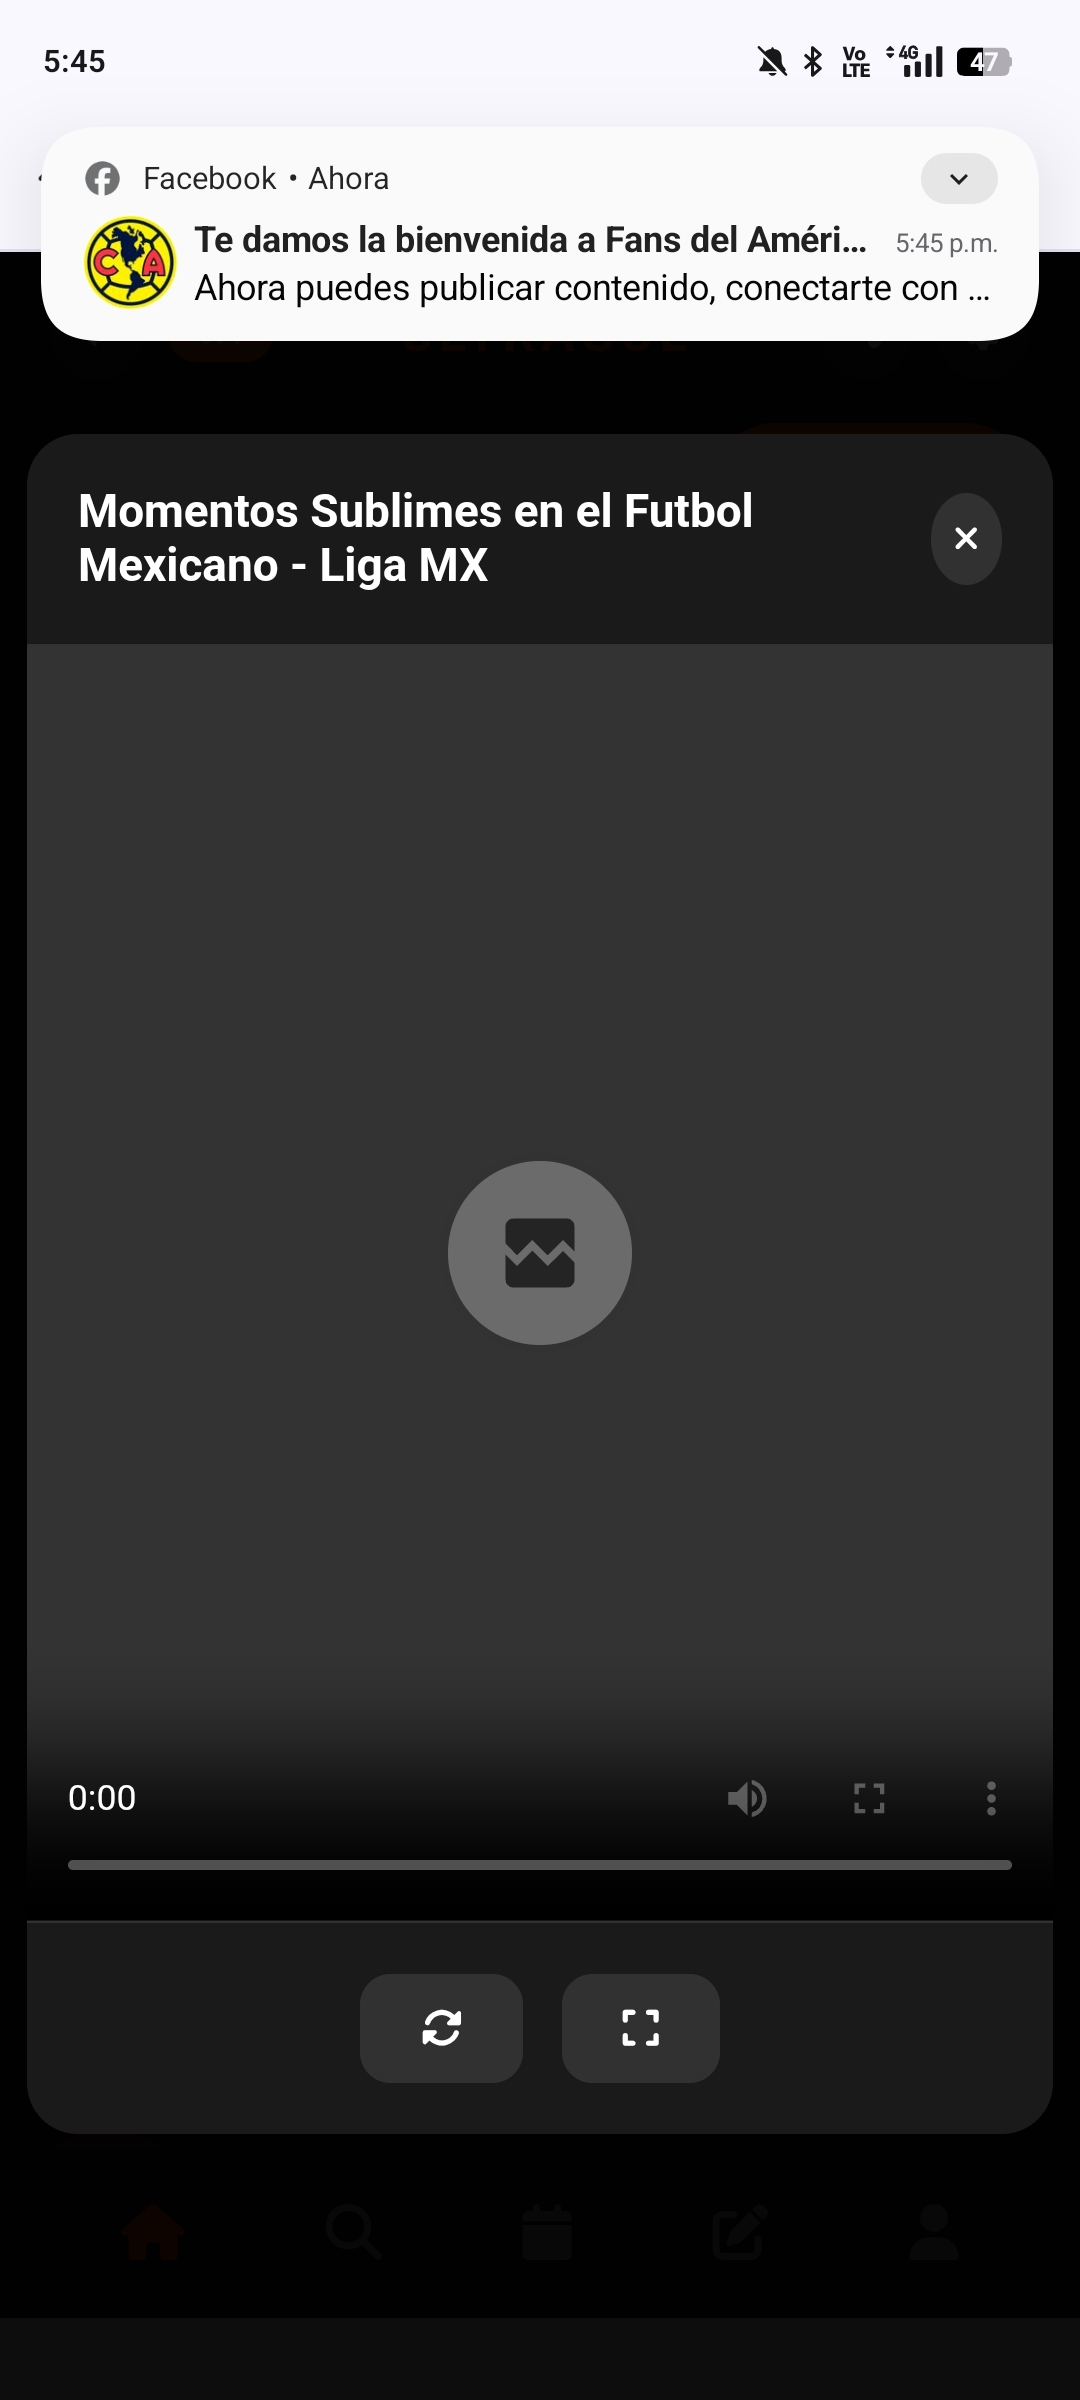 5:45
Vo
LTE
4G
47
Facebook • Ahora
CA
Te damos la bienvenida a Fans del Améri... 5:45 p.m.
Ahora puedes publicar contenido, conectarte con ...
Momentos Sublimes en el Futbol
Mexicano - Liga MX
0:00